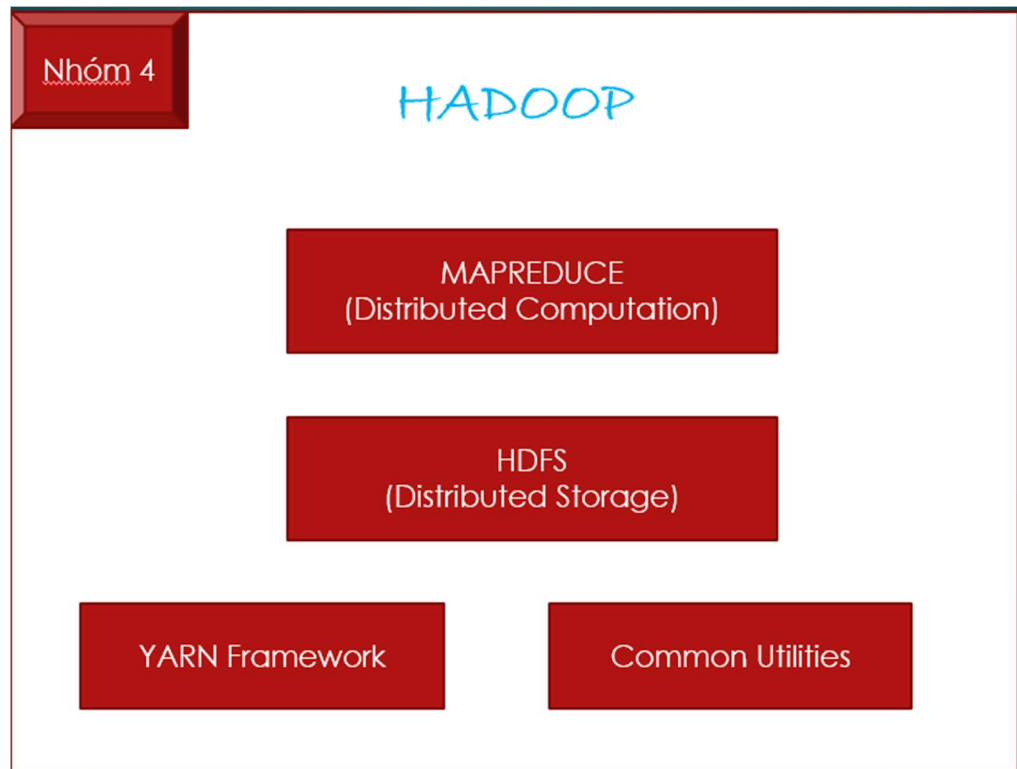 Nhóm 4
HADOOP
MAPREDUCE
(Distributed Computation)
HDFS
(Distributed Storage)
YARN Framework
Common Utilities